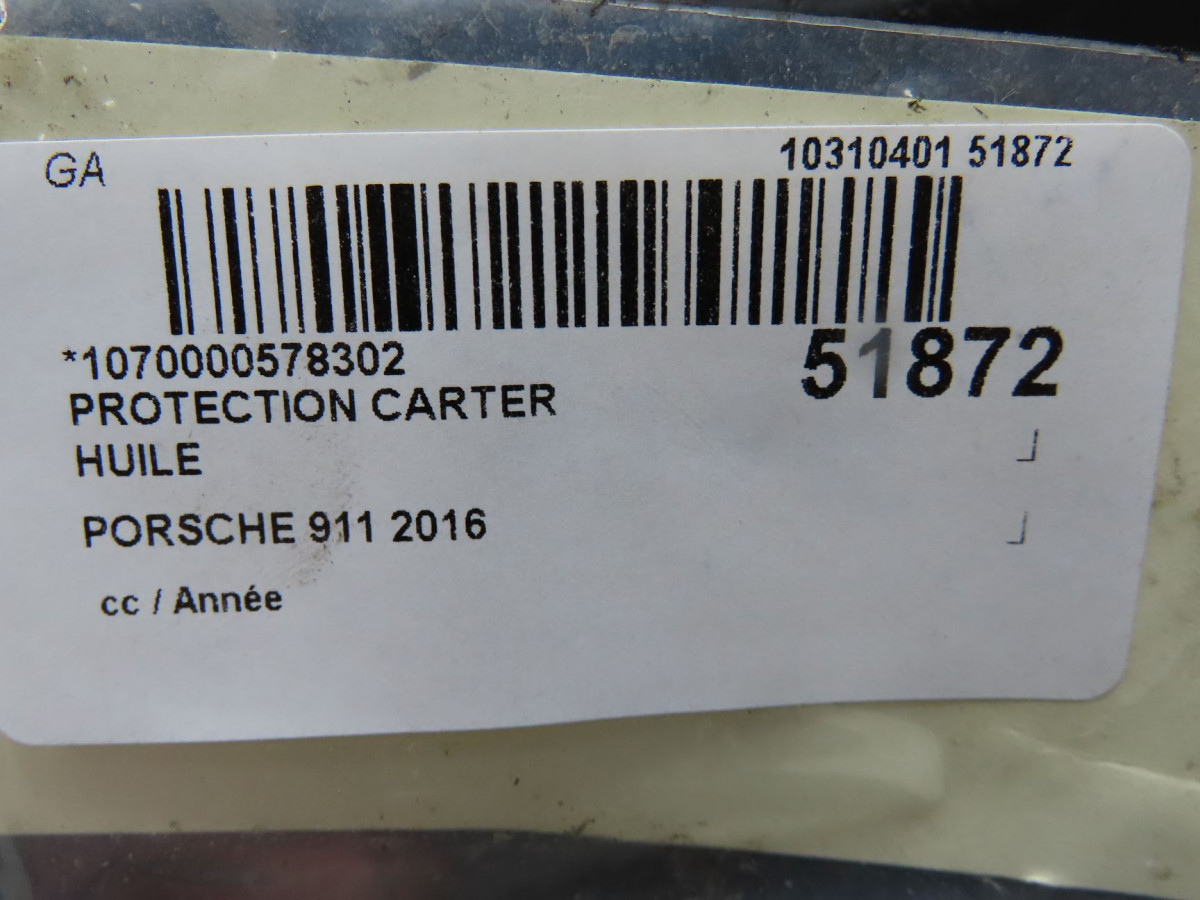 GA
10310401 51872
*1070000578302
51872
PROTECTION CARTER
HUILE
PORSCHE 911 2016
cc / Année